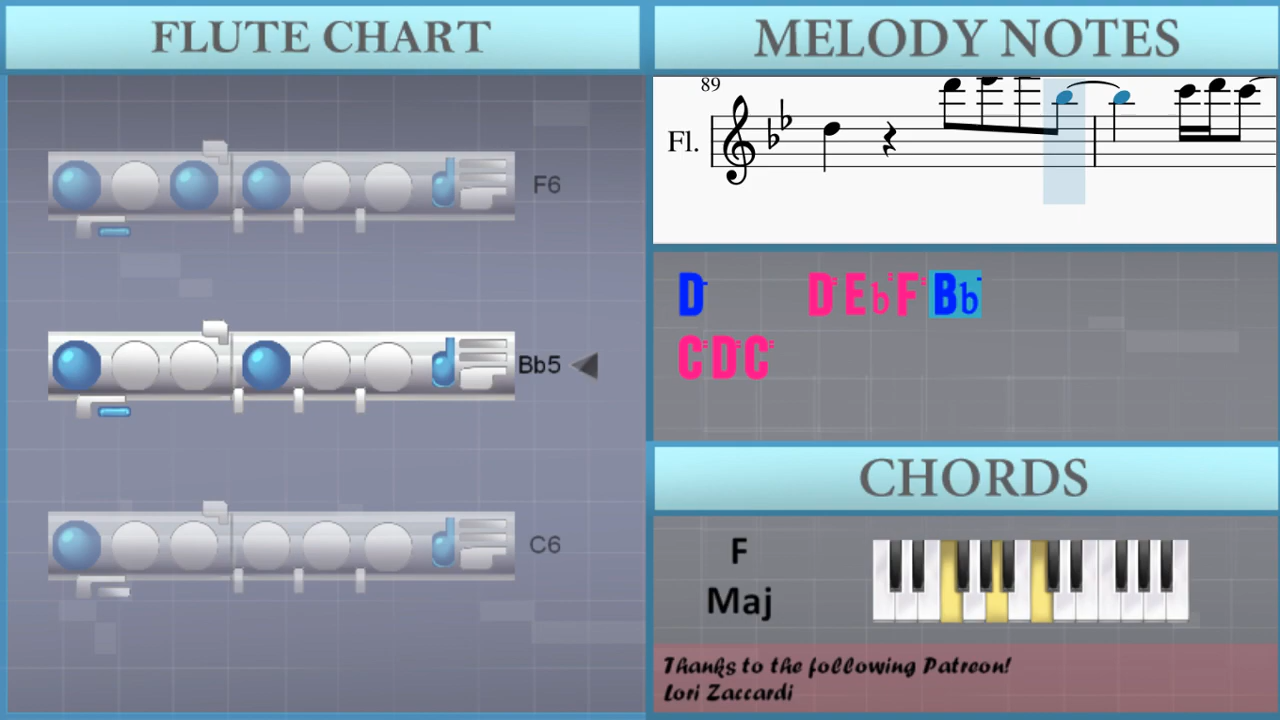 FLUTE CHART
F6
Bb5
C6
MELODY NOTES
89
Fl.
D D Eb F Bb
C D C
CHORDS
F
Maj
Thanks to the following Patreon!
Lori Zaccardi